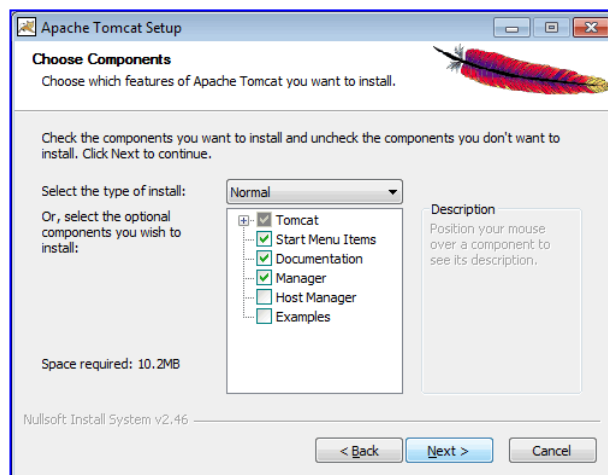 Apache Tomcat Setup
Choose Components
Choose which features of Apache Tomcat you want to install.
Check the components you want to install and uncheck the components you don't want to
install. Click Next to continue.
Select the type of install:
Normal
Or, select the optional
components you wish to
install:
Tomcat
Start Menu Items
Documentation
Manager
Host Manager
Examples
Description
Position your mouse
over a component to
see its description.
Space required: 10.2MB
Nullsoft Install System v2.46
< Back
Next >
Cancel